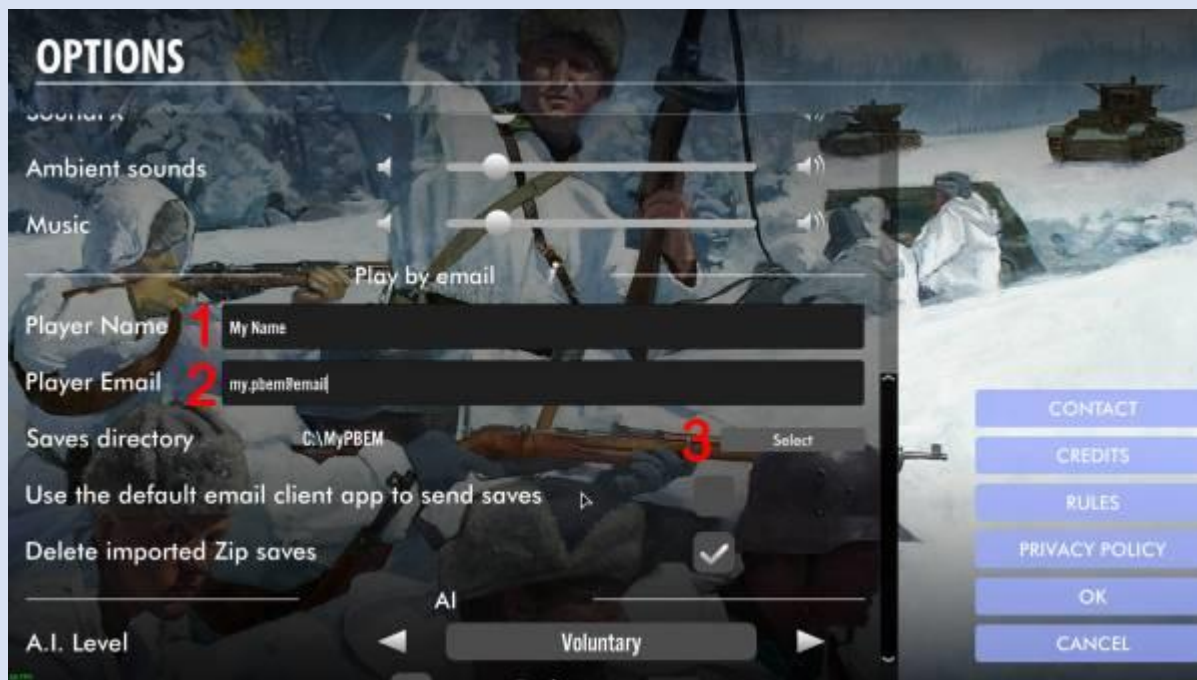 OPTIONS
Ambient sounds
Music
Play by email
Player Name 1 My Name
Player Email 2 my.pbem@email
Saves directory C:\MyPBEM 3 Select
Use the default email client app to send saves
Delete imported Zip saves
AI
A.I. Level Voluntary
CONTACT
CREDITS
RULES
PRIVACY POLICY
OK
CANCEL